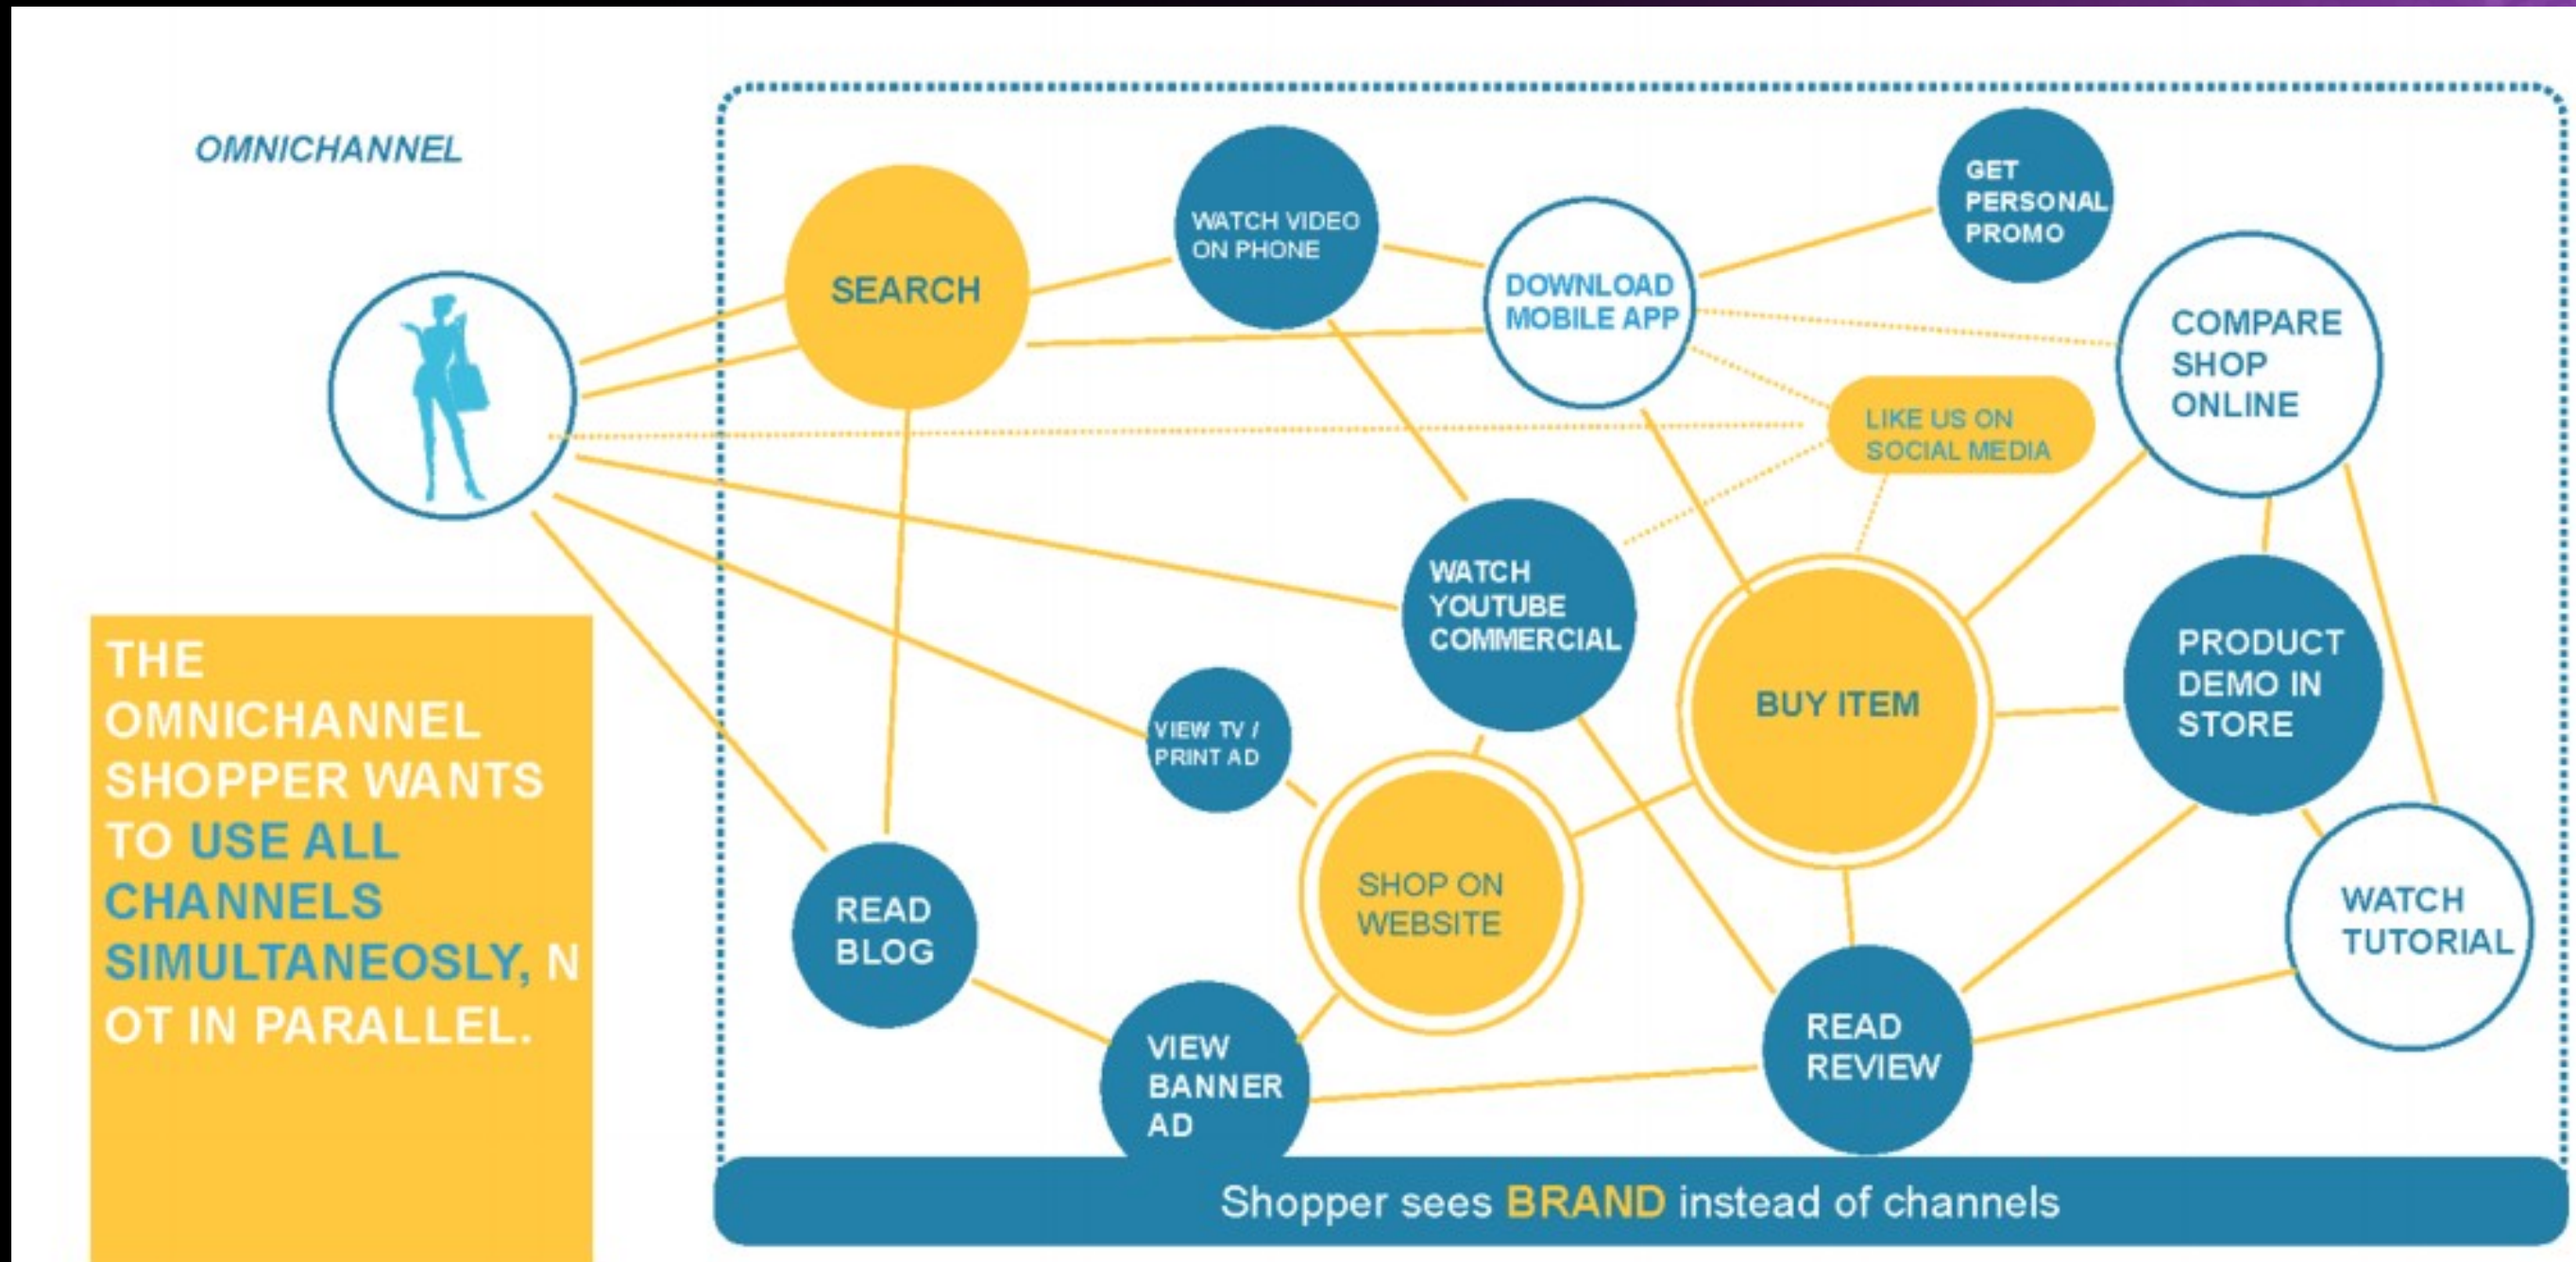 OMNICHANNEL
SEARCH
WATCH VIDEO
ON PHONE
DOWNLOAD
MOBILE APP
GET
PERSONAL
PROMO
COMPARE
SHOP
ONLINE
LIKE US ON
SOCIAL MEDIA
WATCH
YOUTUBE
COMMERCIAL
BUY ITEM
PRODUCT
DEMO IN
STORE
VIEW TV /
PRINT AD
SHOP ON
WEBSITE
READ
BLOG
VIEW
BANNER
AD
READ
REVIEW
WATCH
TUTORIAL
THE
OMNICHANNEL
SHOPPER WANTS
TO USE ALL
CHANNELS
SIMULTANEOSLY, N
OT IN PARALLEL.
Shopper sees BRAND instead of channels